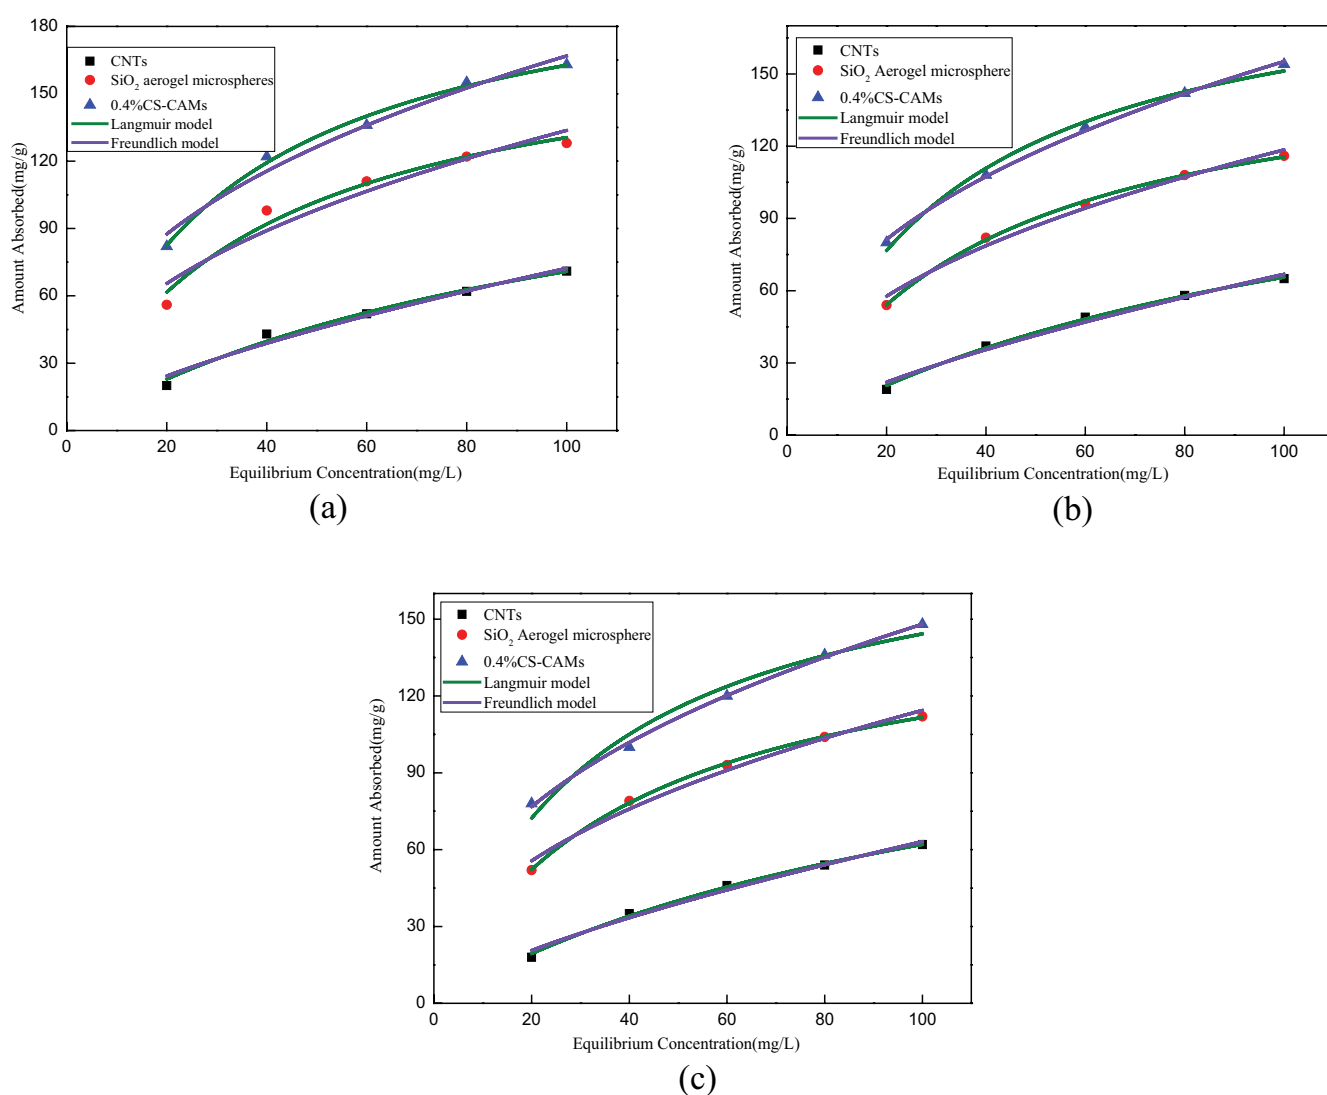 180
150
120
90
60
30
0
Amount Absorbed(mg/g)
CNTs
SiO2 aerogel microspheres
0.4%CS-CAMs
Langmuir model
Freundlich model
0 20 40 60 80 100
Equilibrium Concentration(mg/L)
(a)
150
120
90
60
30
0
Amount Absorbed(mg/g)
CNTs
SiO2 Aerogel microsphere
0.4%CS-CAMs
Langmuir model
Freundlich model
0 20 40 60 80 100
Equilibrium Concentration(mg/L)
(b)
150
120
90
60
30
0
Amount Absorbed(mg/g)
CNTs
SiO2 Aerogel microsphere
0.4%CS-CAMs
Langmuir model
Freundlich model
0 20 40 60 80 100
Equilibrium Concentration(mg/L)
(c)